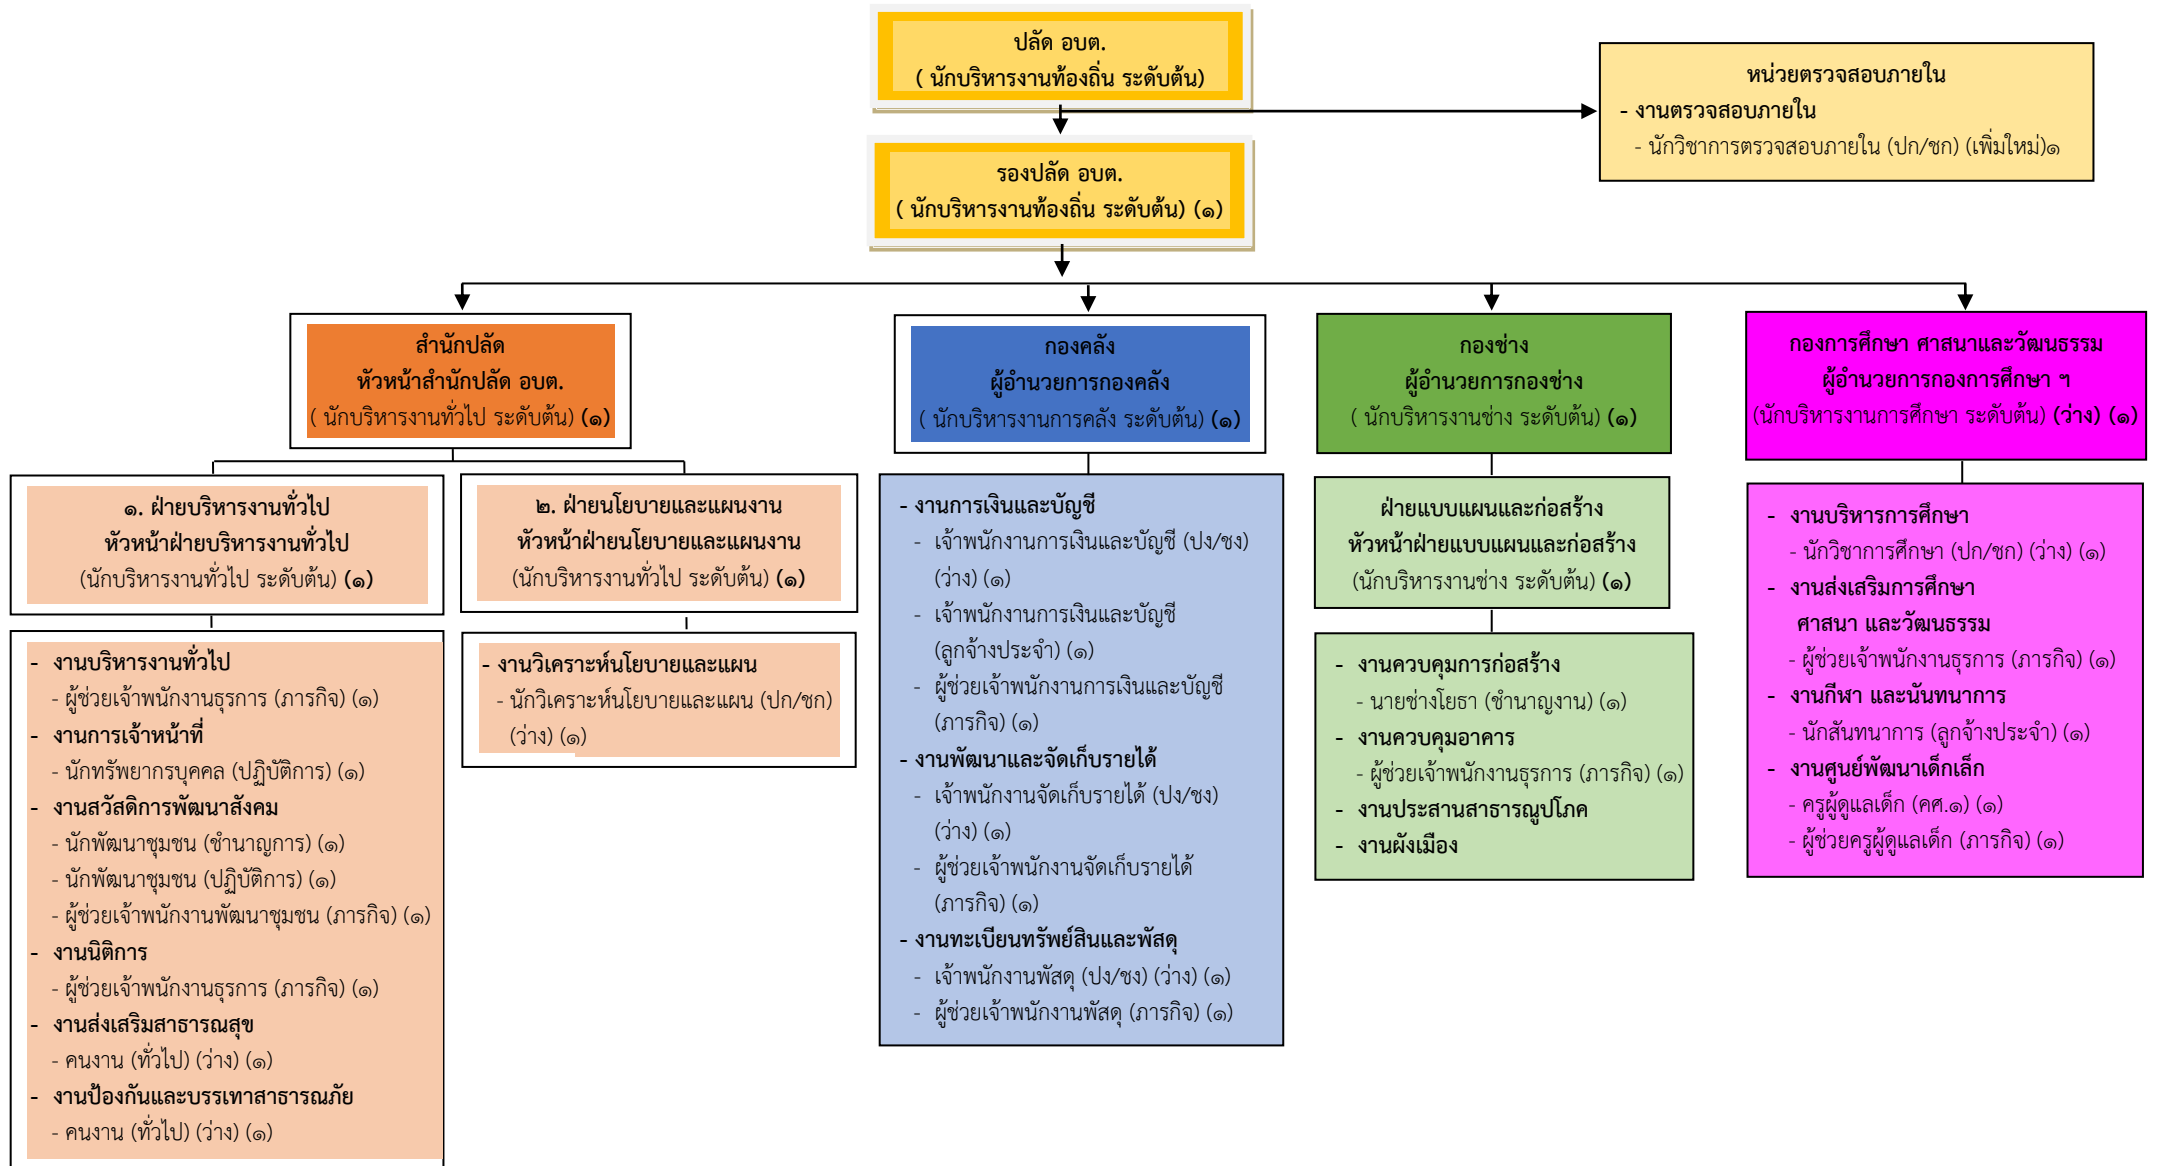 ปลัด อบต.
( นักบริหารงานท้องถิ่น ระดับต้น)
หน่วยตรวจสอบภายใน
- งานตรวจสอบภายใน
- นักวิชาการตรวจสอบภายใน (ปก/ชก) (เพิ่มใหม่)๑
รองปลัด อบต.
( นักบริหารงานท้องถิ่น ระดับต้น) (๑)
สำนักปลัด
หัวหน้าสำนักปลัด อบต.
( นักบริหารงานทั่วไป ระดับต้น) (๑)
กองคลัง
ผู้อำนวยการกองคลัง
( นักบริหารงานการคลัง ระดับต้น) (๑)
กองช่าง
ผู้อำนวยการกองช่าง
( นักบริหารงานช่าง ระดับต้น) (๑)
กองการศึกษา ศาสนาและวัฒนธรรม
ผู้อำนวยการกองการศึกษา ฯ
(นักบริหารงานการศึกษา ระดับต้น) (ว่าง) (๑)
๑. ฝ่ายบริหารงานทั่วไป
หัวหน้าฝ่ายบริหารงานทั่วไป
(นักบริหารงานทั่วไป ระดับต้น) (๑)
๒. ฝ่ายนโยบายและแผนงาน
หัวหน้าฝ่ายนโยบายและแผนงาน
(นักบริหารงานทั่วไป ระดับต้น) (๑)
- งานบริหารงานทั่วไป
- ผู้ช่วยเจ้าพนักงานธุรการ (ภารกิจ) (๑)
- งานการเจ้าหน้าที่
- นักทรัพยากรบุคคล (ปฏิบัติการ) (๑)
- งานสวัสดิการพัฒนาสังคม
- นักพัฒนาชุมชน (ชำนาญการ) (๑)
- นักพัฒนาชุมชน (ปฏิบัติการ) (๑)
- ผู้ช่วยเจ้าพนักงานพัฒนาชุมชน (ภารกิจ) (๑)
- งานนิติการ
- ผู้ช่วยเจ้าพนักงานธุรการ (ภารกิจ) (๑)
- งานส่งเสริมสาธารณสุข
- คนงาน (ทั่วไป) (ว่าง) (๑)
- งานป้องกันและบรรเทาสาธารณภัย
- คนงาน (ทั่วไป) (ว่าง) (๑)
- งานวิเคราะห์นโยบายและแผน
- นักวิเคราะห์นโยบายและแผน (ปก/ชก)
(ว่าง) (๑)
- งานการเงินและบัญชี
- เจ้าพนักงานการเงินและบัญชี (ปง/ชง)
(ว่าง) (๑)
- เจ้าพนักงานการเงินและบัญชี
(ลูกจ้างประจำ) (๑)
- ผู้ช่วยเจ้าพนักงานการเงินและบัญชี
(ภารกิจ) (๑)
- งานพัฒนาและจัดเก็บรายได้
- เจ้าพนักงานจัดเก็บรายได้ (ปง/ชง)
(ว่าง) (๑)
- ผู้ช่วยเจ้าพนักงานจัดเก็บรายได้
(ภารกิจ) (๑)
- งานทะเบียนทรัพย์สินและพัสดุ
- เจ้าพนักงานพัสดุ (ปง/ชง) (ว่าง) (๑)
- ผู้ช่วยเจ้าพนักงานพัสดุ (ภารกิจ) (๑)
ฝ่ายแบบแผนและก่อสร้าง
หัวหน้าฝ่ายแบบแผนและก่อสร้าง
(นักบริหารงานช่าง ระดับต้น) (๑)
- งานควบคุมการก่อสร้าง
- นายช่างโยธา (ชำนาญงาน) (๑)
- งานควบคุมอาคาร
- ผู้ช่วยเจ้าพนักงานธุรการ (ภารกิจ) (๑)
- งานประสานสาธารณูปโภค
- งานผังเมือง
- งานบริหารการศึกษา
- นักวิชาการศึกษา (ปก/ชก) (ว่าง) (๑)
- งานส่งเสริมการศึกษา
ศาสนา และวัฒนธรรม
- ผู้ช่วยเจ้าพนักงานธุรการ (ภารกิจ) (๑)
- งานกีฬา และนันทนาการ
- นักสันทนาการ (ลูกจ้างประจำ) (๑)
- งานศูนย์พัฒนาเด็กเล็ก
- ครูผู้ดูแลเด็ก (คศ.๑) (๑)
- ผู้ช่วยครูผู้ดูแลเด็ก (ภารกิจ) (๑)